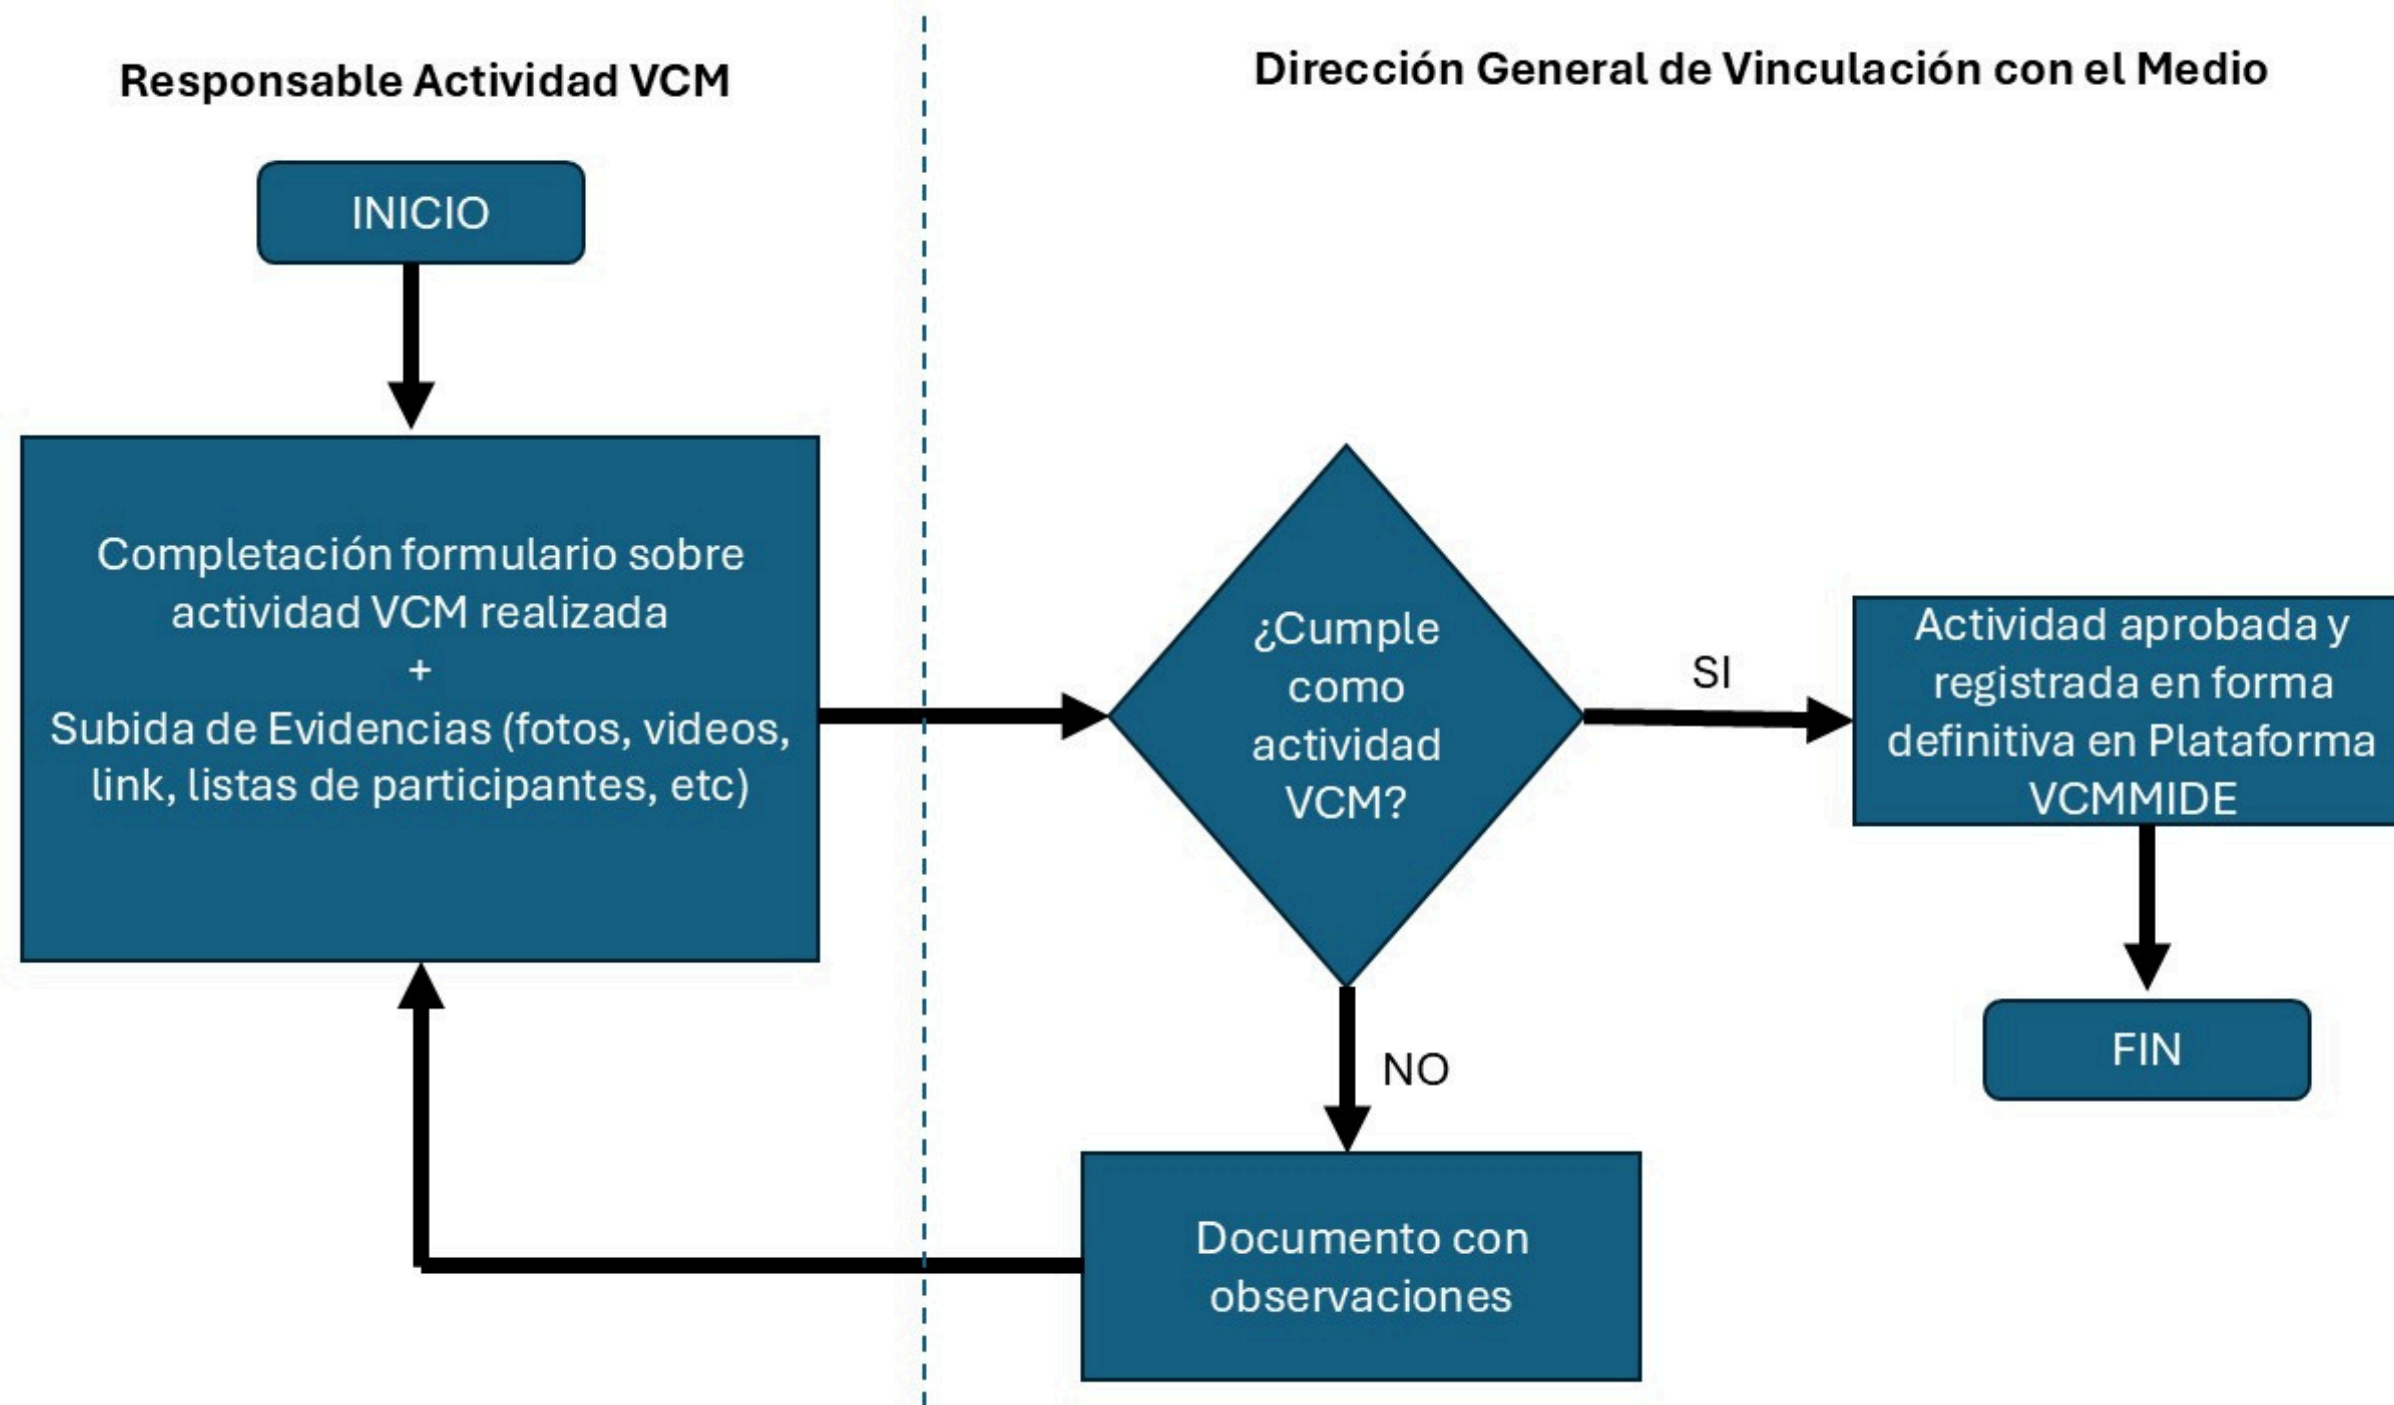 Responsable Actividad VCM
Dirección General de Vinculación con el Medio
INICIO
Completación formulario sobre
actividad VCM realizada
+
Subida de Evidencias (fotos, videos,
link, listas de participantes, etc)
¿Cumple
como
actividad
VCM?
SI
Actividad aprobada y
registrada en forma
definitiva en Plataforma
VCMMIDE
FIN
NO
Documento con
observaciones